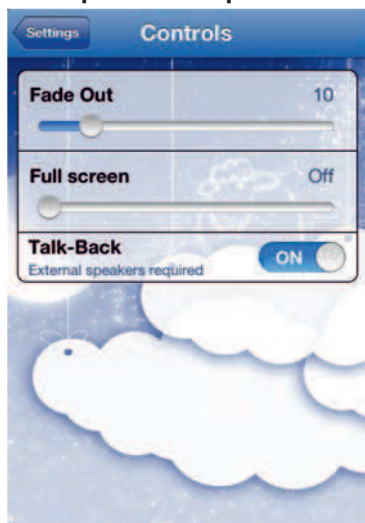 Settings
Controls
Fade Out 10
Full screen Off
Talk-Back
External speakers required
ON